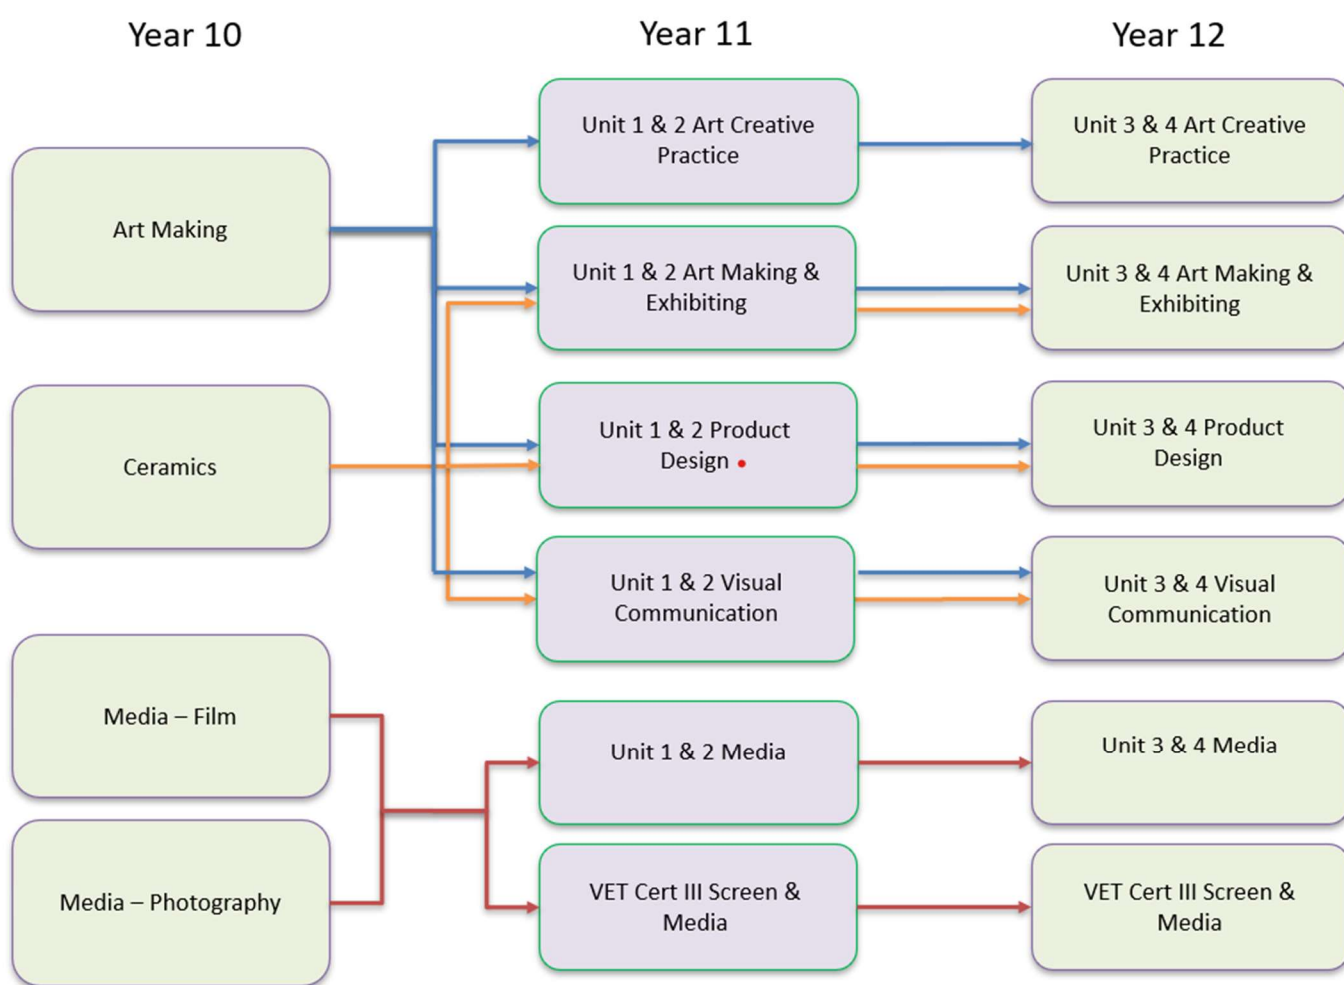 Year 10
Year 11
Year 12
Art Making
Ceramics
Media – Film
Media – Photography
Unit 1 & 2 Art Creative
Practice
Unit 1 & 2 Art Making &
Exhibiting
Unit 1 & 2 Product
Design
Unit 1 & 2 Visual
Communication
Unit 1 & 2 Media
VET Cert III Screen &
Media
Unit 3 & 4 Art Creative
Practice
Unit 3 & 4 Art Making &
Exhibiting
Unit 3 & 4 Product
Design
Unit 3 & 4 Visual
Communication
Unit 3 & 4 Media
VET Cert III Screen &
Media